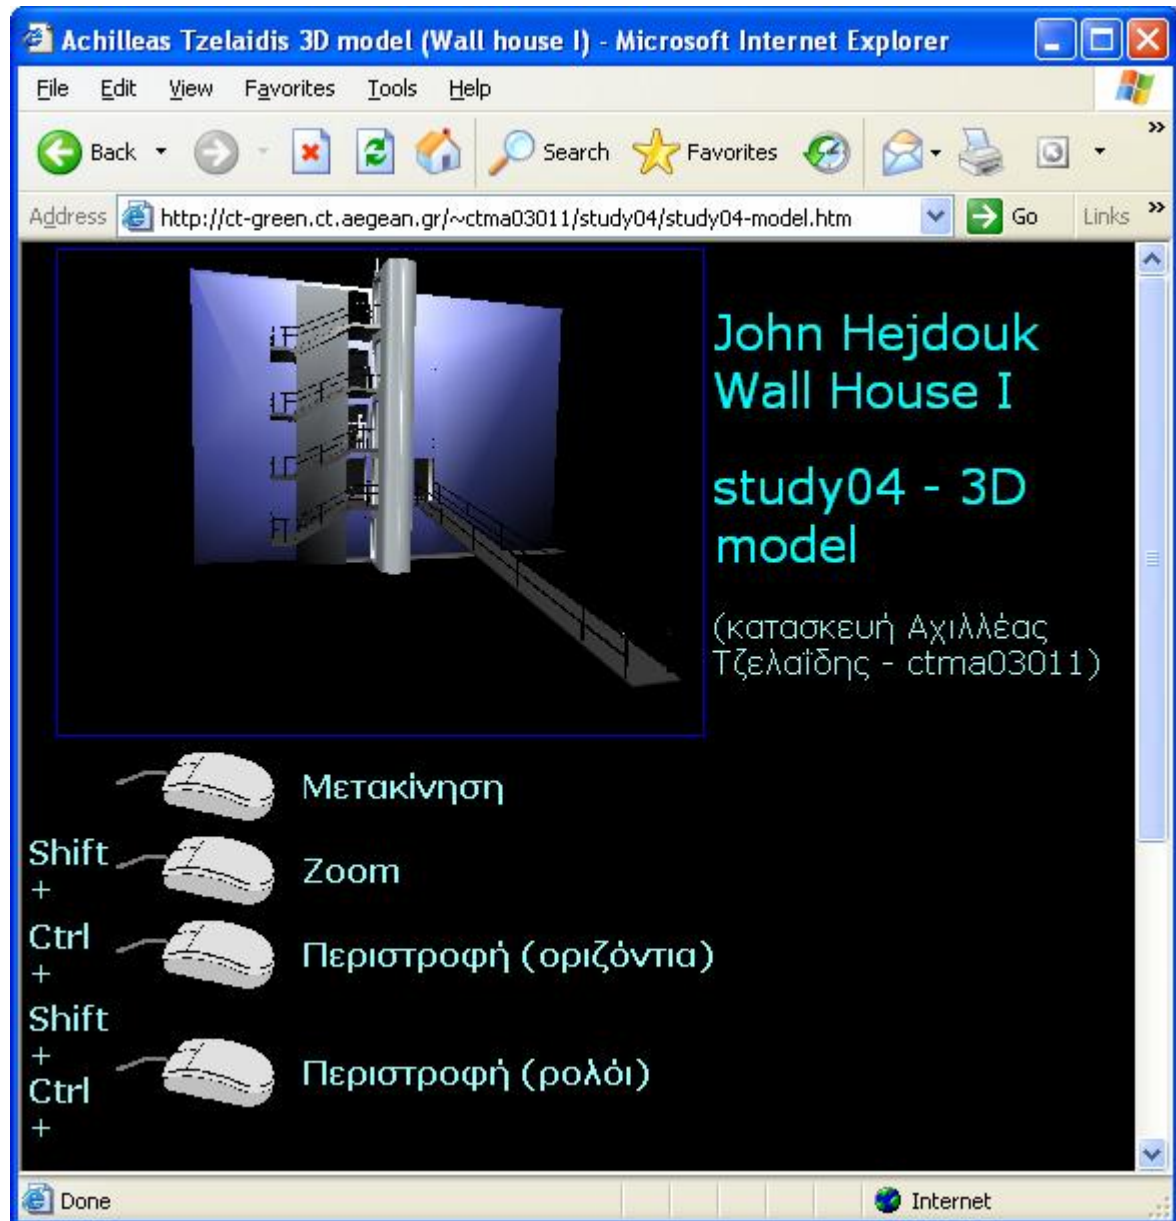 Achilleas Tzelaidis 3D model (Wall house I) - Microsoft Internet Explorer
File Edit View Favorites Tools Help
Back Search Favorites »
Address http://ct-green.ct.aegean.gr/~ctma03011/study04/study04-model.htm Go Links »
John Hejdouk
Wall House I
study04 - 3D
model
(κατασκευή Αχιλλέας
Τζελαΐδης - ctma03011)
Μετακίνηση
Shift
+
Zoom
Ctrl
+
Περιστροφή (οριζόντια)
Shift
+
Ctrl
+
Περιστροφή (ρολόι)
Done Internet